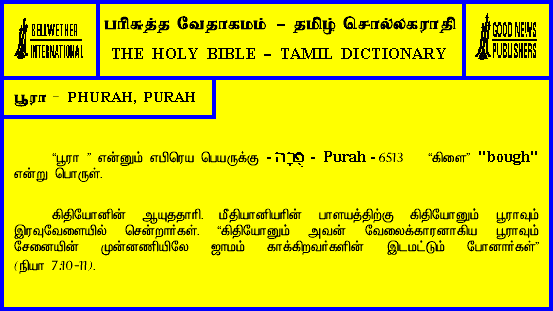 BELLWETHER
INTERNATIONAL
பரிசுத்த வேதாகமம் – தமிழ் சொல்லகராதி
THE HOLY BIBLE – TAMIL DICTIONARY
GOOD NEWS
PUBLISHERS
பூரா – PHURAH, PURAH
“பூரா ” என்னும் எபிரெய பெயருக்கு - פֻּרָה - Purah - 6513 “கிளை” "bough"
என்று பொருள்.
கிதியோனின் ஆயுததாரி. மீதியானியரின் பாளயத்திற்கு கிதியோனும் பூராவும்
இரவுவேளையில் சென்றார்கள். “கிதியோனும் அவன் வேலைக்காரனாகிய பூராவும்
சேனையின் முன்னணியிலே ஜாமம் காக்கிறவர்களின் இடமட்டும் போனார்கள்”
(நியா 7:10-11).